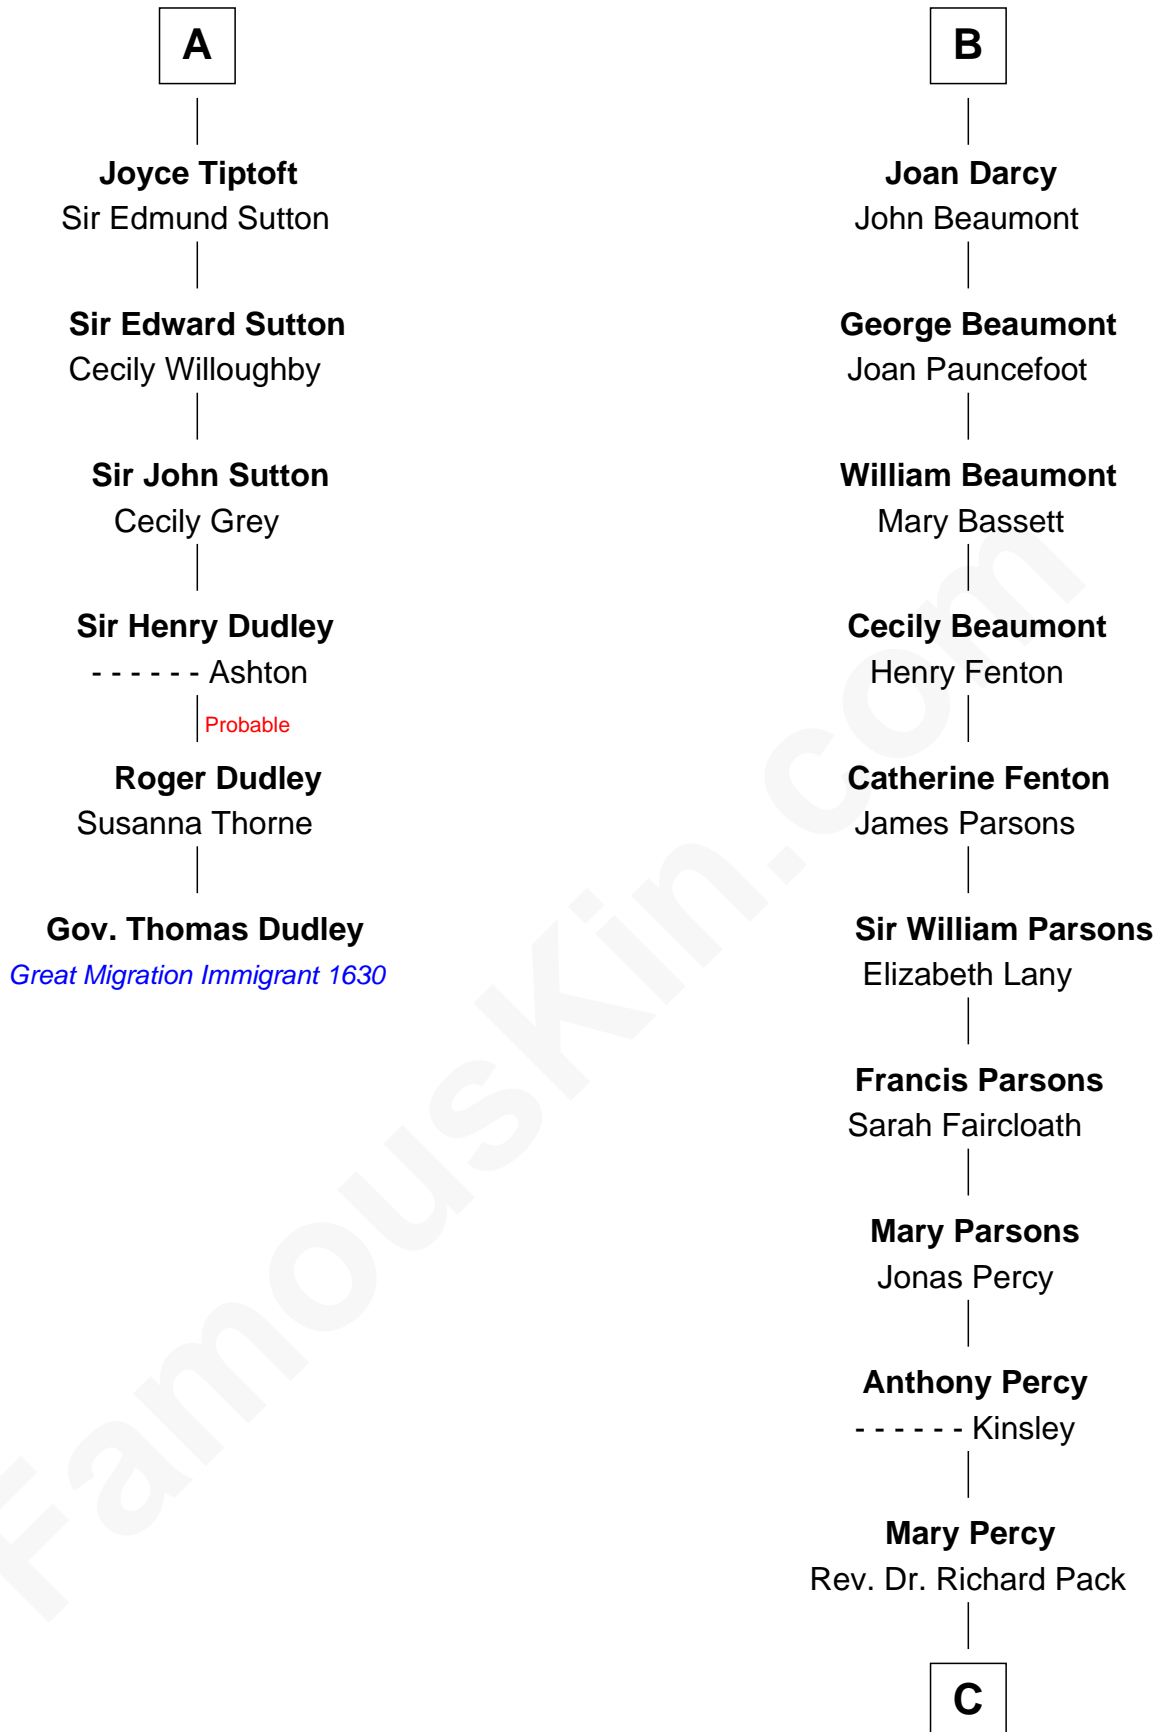 A
Joyce Tiptoft
Sir Edmund Sutton
Sir Edward Sutton
Cecily Willoughby
Sir John Sutton
Cecily Grey
Sir Henry Dudley
- - - - - - Ashton
Probable
Roger Dudley
Susanna Thorne
Gov. Thomas Dudley
Great Migration Immigrant 1630
B
Joan Darcy
John Beaumont
George Beaumont
Joan Pauncefoot
William Beaumont
Mary Bassett
Cecily Beaumont
Henry Fenton
Catherine Fenton
James Parsons
Sir William Parsons
Elizabeth Lany
Francis Parsons
Sarah Faircloath
Mary Parsons
Jonas Percy
Anthony Percy
- - - - - - Kinsley
Mary Percy
Rev. Dr. Richard Pack
C
FamousKin.com